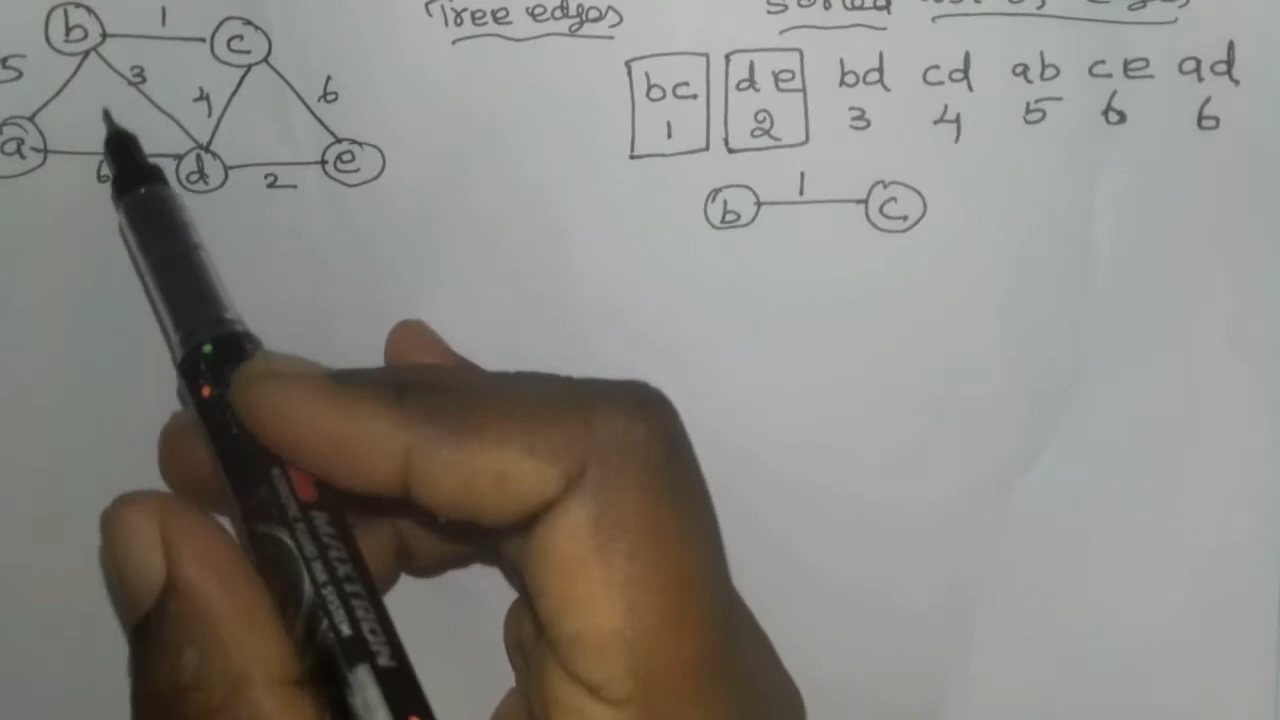 Tree edges
b 1 c
5 3 4 6
a 6 d 2 e
bc de bd cd ab ce ad
1 2 3 4 5 6 6
b 1 c
MAXTRON